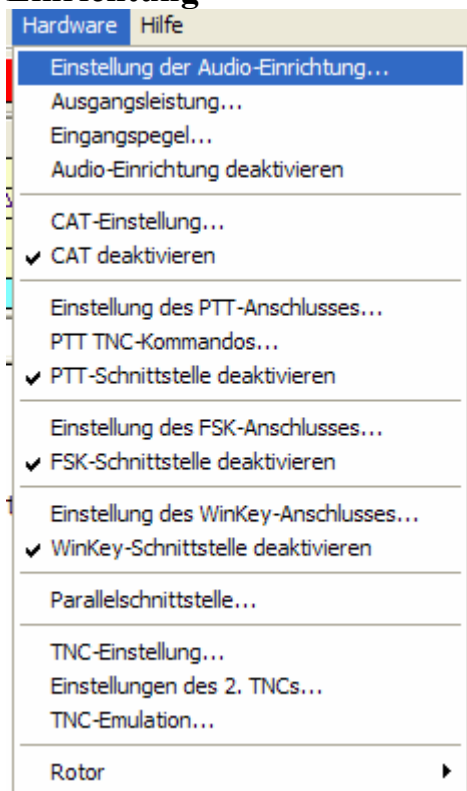 Hardware Hilfe
Einstellung der Audio-Einrichtung...
Ausgangsleistung...
Eingangspegel...
Audio-Einrichtung deaktivieren
CAT-Einstellung...
CAT deaktivieren
Einstellung des PTT-Anschlusses...
PTT TNC-Kommandos...
PTT-Schnittstelle deaktivieren
Einstellung des FSK-Anschlusses...
FSK-Schnittstelle deaktivieren
Einstellung des WinKey-Anschlusses...
WinKey-Schnittstelle deaktivieren
Parallelschnittstelle...
TNC-Einstellung...
Einstellungen des 2. TNCs...
TNC-Emulation...
Rotor